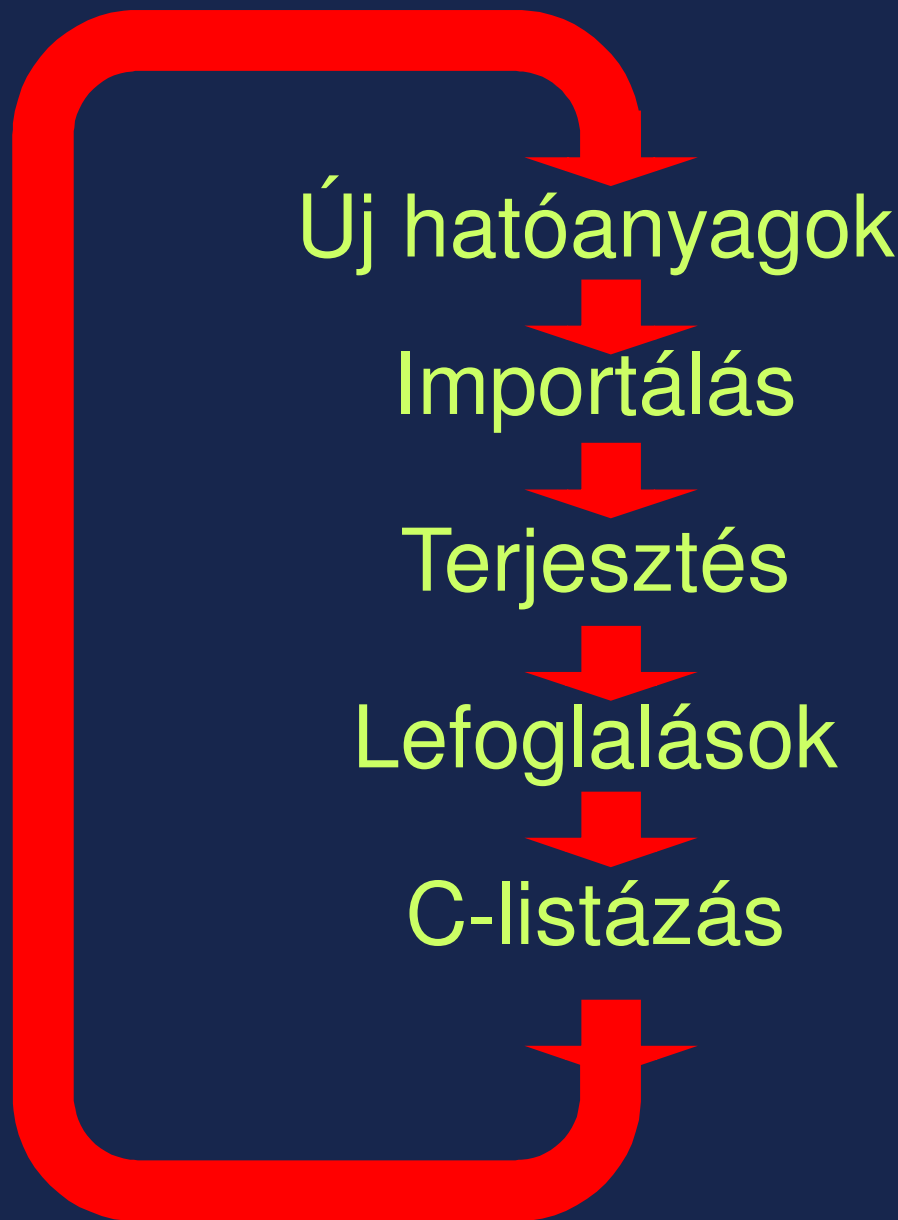 Új hatóanyagok
Importálás
Terjesztés
Lefoglalások
C-listázás